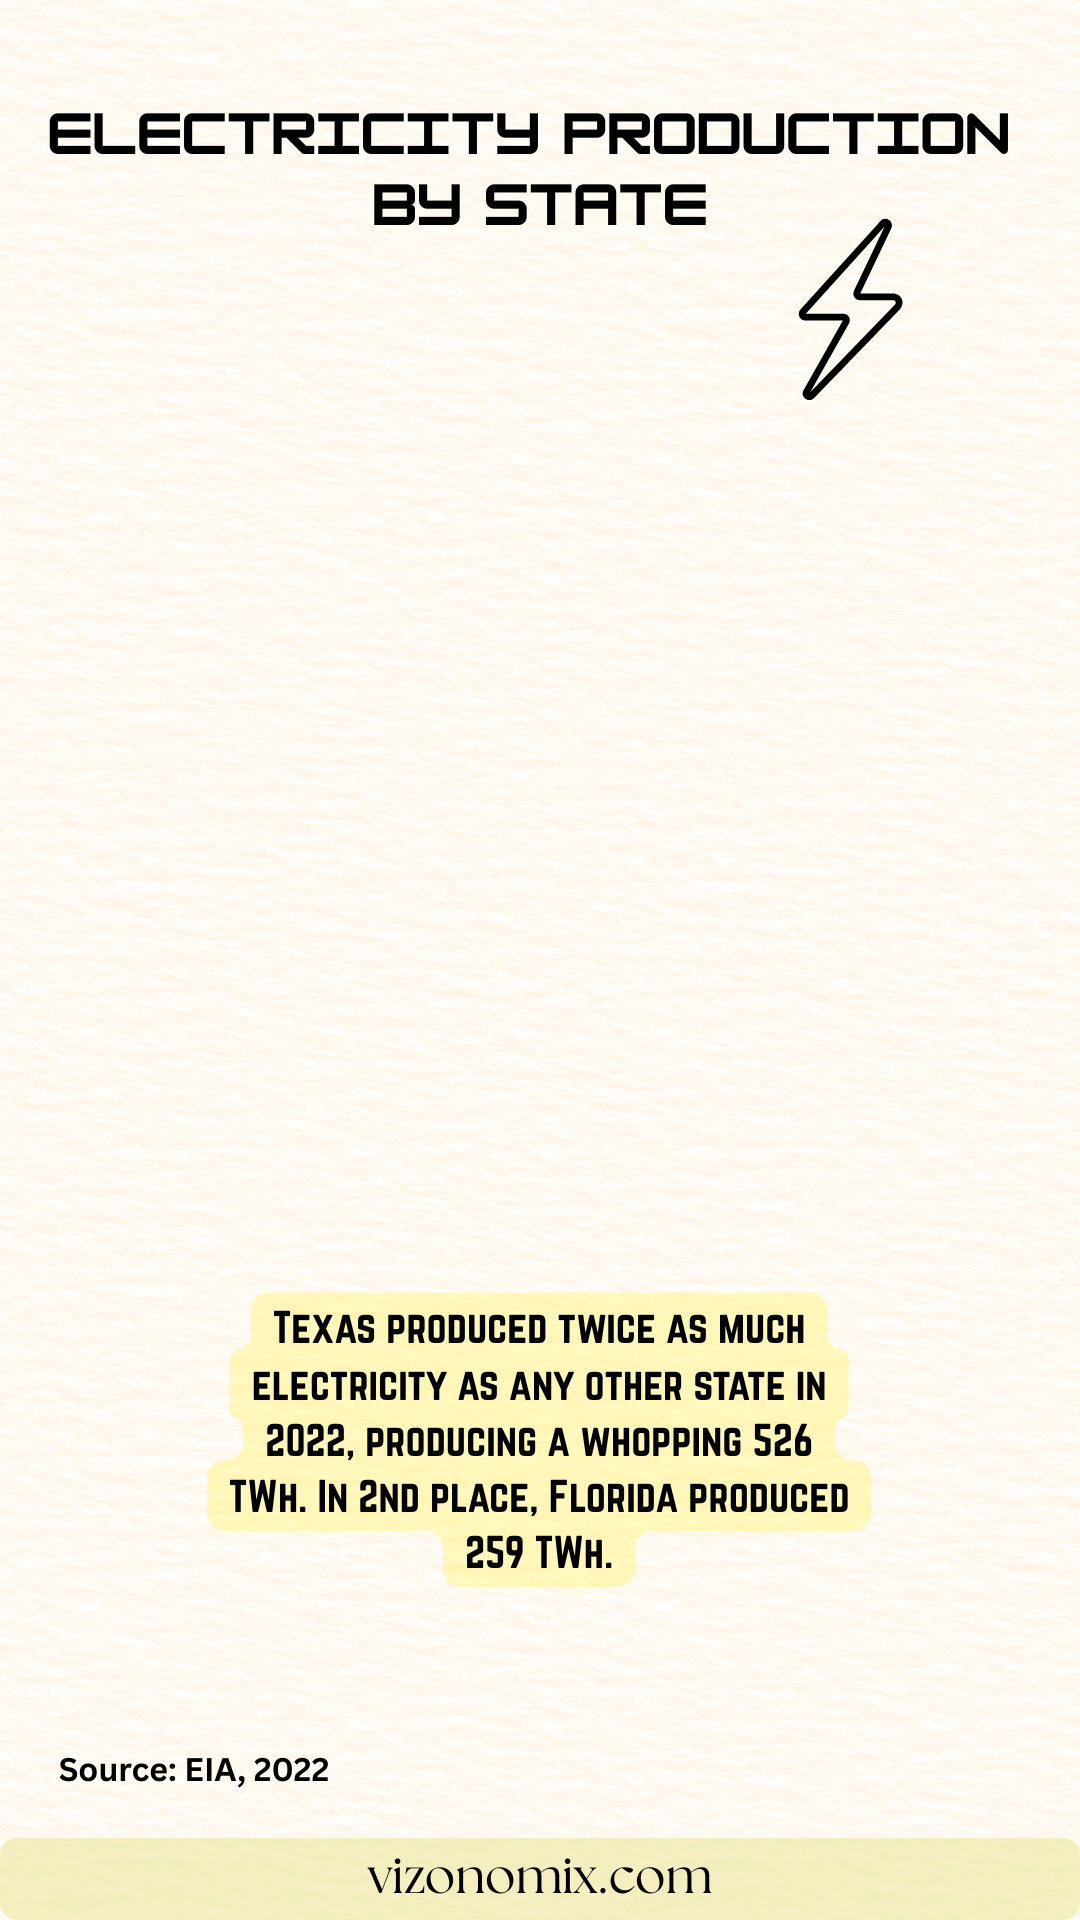 ELECTRICITY PRODUCTION
BY STATE
Texas produced twice as much
electricity as any other state in
2022, producing a whopping 526
TWh. In 2nd place, Florida produced
259 TWh.
Source: EIA, 2022
vizonomix.com